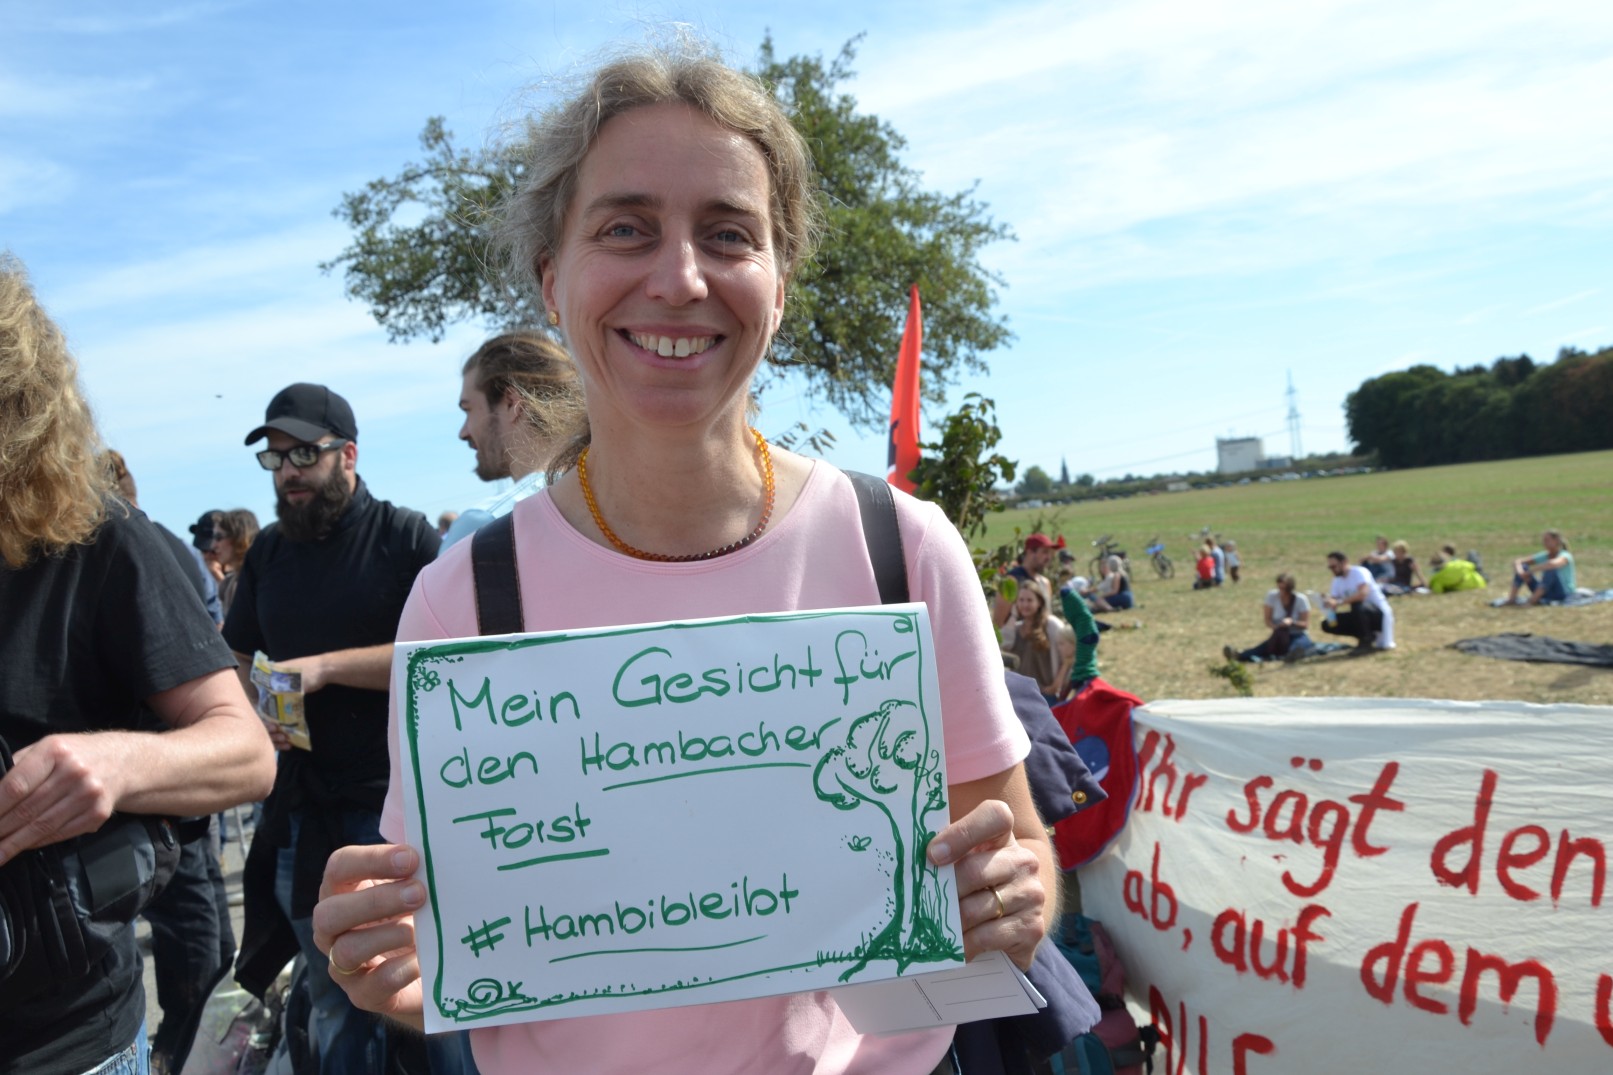 Mein Gesicht für
den Hambacher
Forst
#Hambibleibt
Ihr sägt den
ab, auf dem